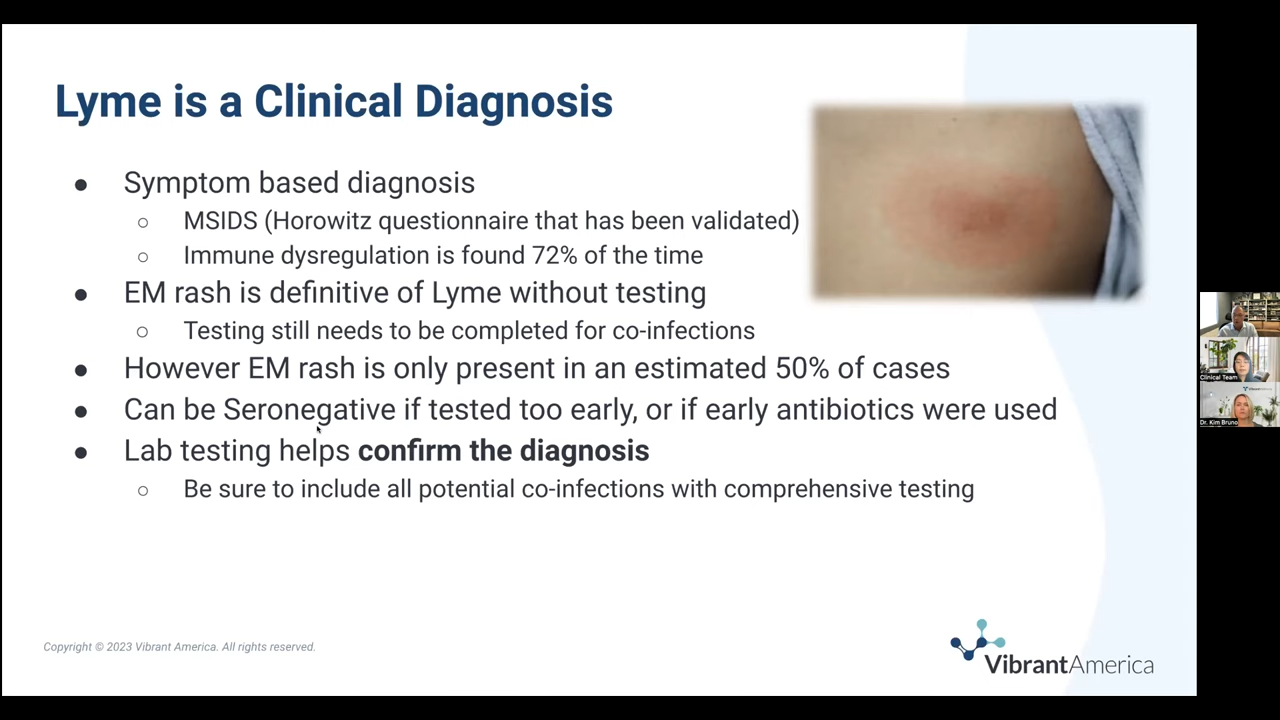 Lyme is a Clinical Diagnosis
● Symptom based diagnosis
○ MSIDS (Horowitz questionnaire that has been validated)
○ Immune dysregulation is found 72% of the time
● EM rash is definitive of Lyme without testing
○ Testing still needs to be completed for co-infections
● However EM rash is only present in an estimated 50% of cases
● Can be Seronegative if tested too early, or if early antibiotics were used
● Lab testing helps confirm the diagnosis
○ Be sure to include all potential co-infections with comprehensive testing
Copyright © 2023 Vibrant America. All rights reserved.
VibrantAmerica
Clinical Team
Dr. Kim Bruno